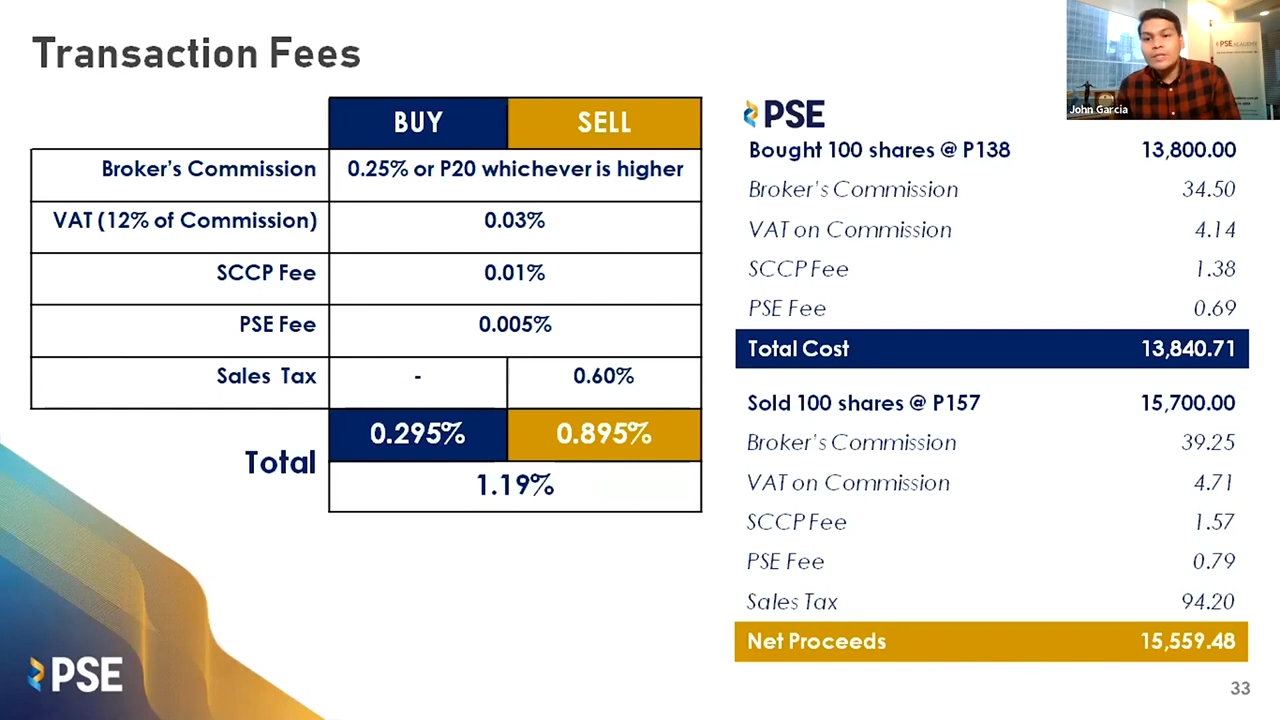 Transaction Fees
John Garcia
BUY SELL
Broker's Commission 0.25% or P20 whichever is higher
VAT (12% of Commission) 0.03%
SCCP Fee 0.01%
PSE Fee 0.005%
Sales Tax - 0.60%
Total 0.295% 0.895%
1.19%
PSE
Bought 100 shares @ P138 13,800.00
Broker's Commission 34.50
VAT on Commission 4.14
SCCP Fee 1.38
PSE Fee 0.69
Total Cost 13,840.71
Sold 100 shares @ P157 15,700.00
Broker's Commission 39.25
VAT on Commission 4.71
SCCP Fee 1.57
PSE Fee 0.79
Sales Tax 94.20
Net Proceeds 15,559.48
PSE
33